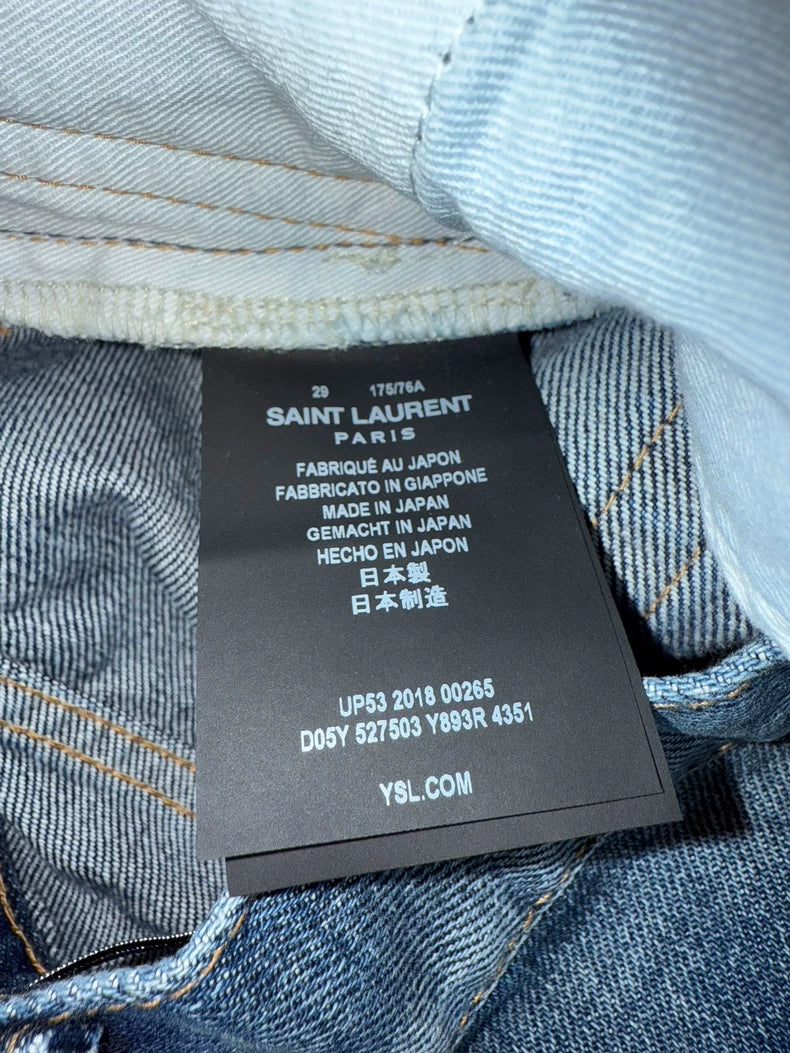 29 175/76A
SAINT LAURENT
PARIS
FABRIQUÉ AU JAPON
FABBRICATO IN GIAPPONE
MADE IN JAPAN
GEMACHT IN JAPAN
HECHO EN JAPON
日本製
日本制造
UP53 2018 00265
D05Y 527503 Y893R 4351
YSL.COM